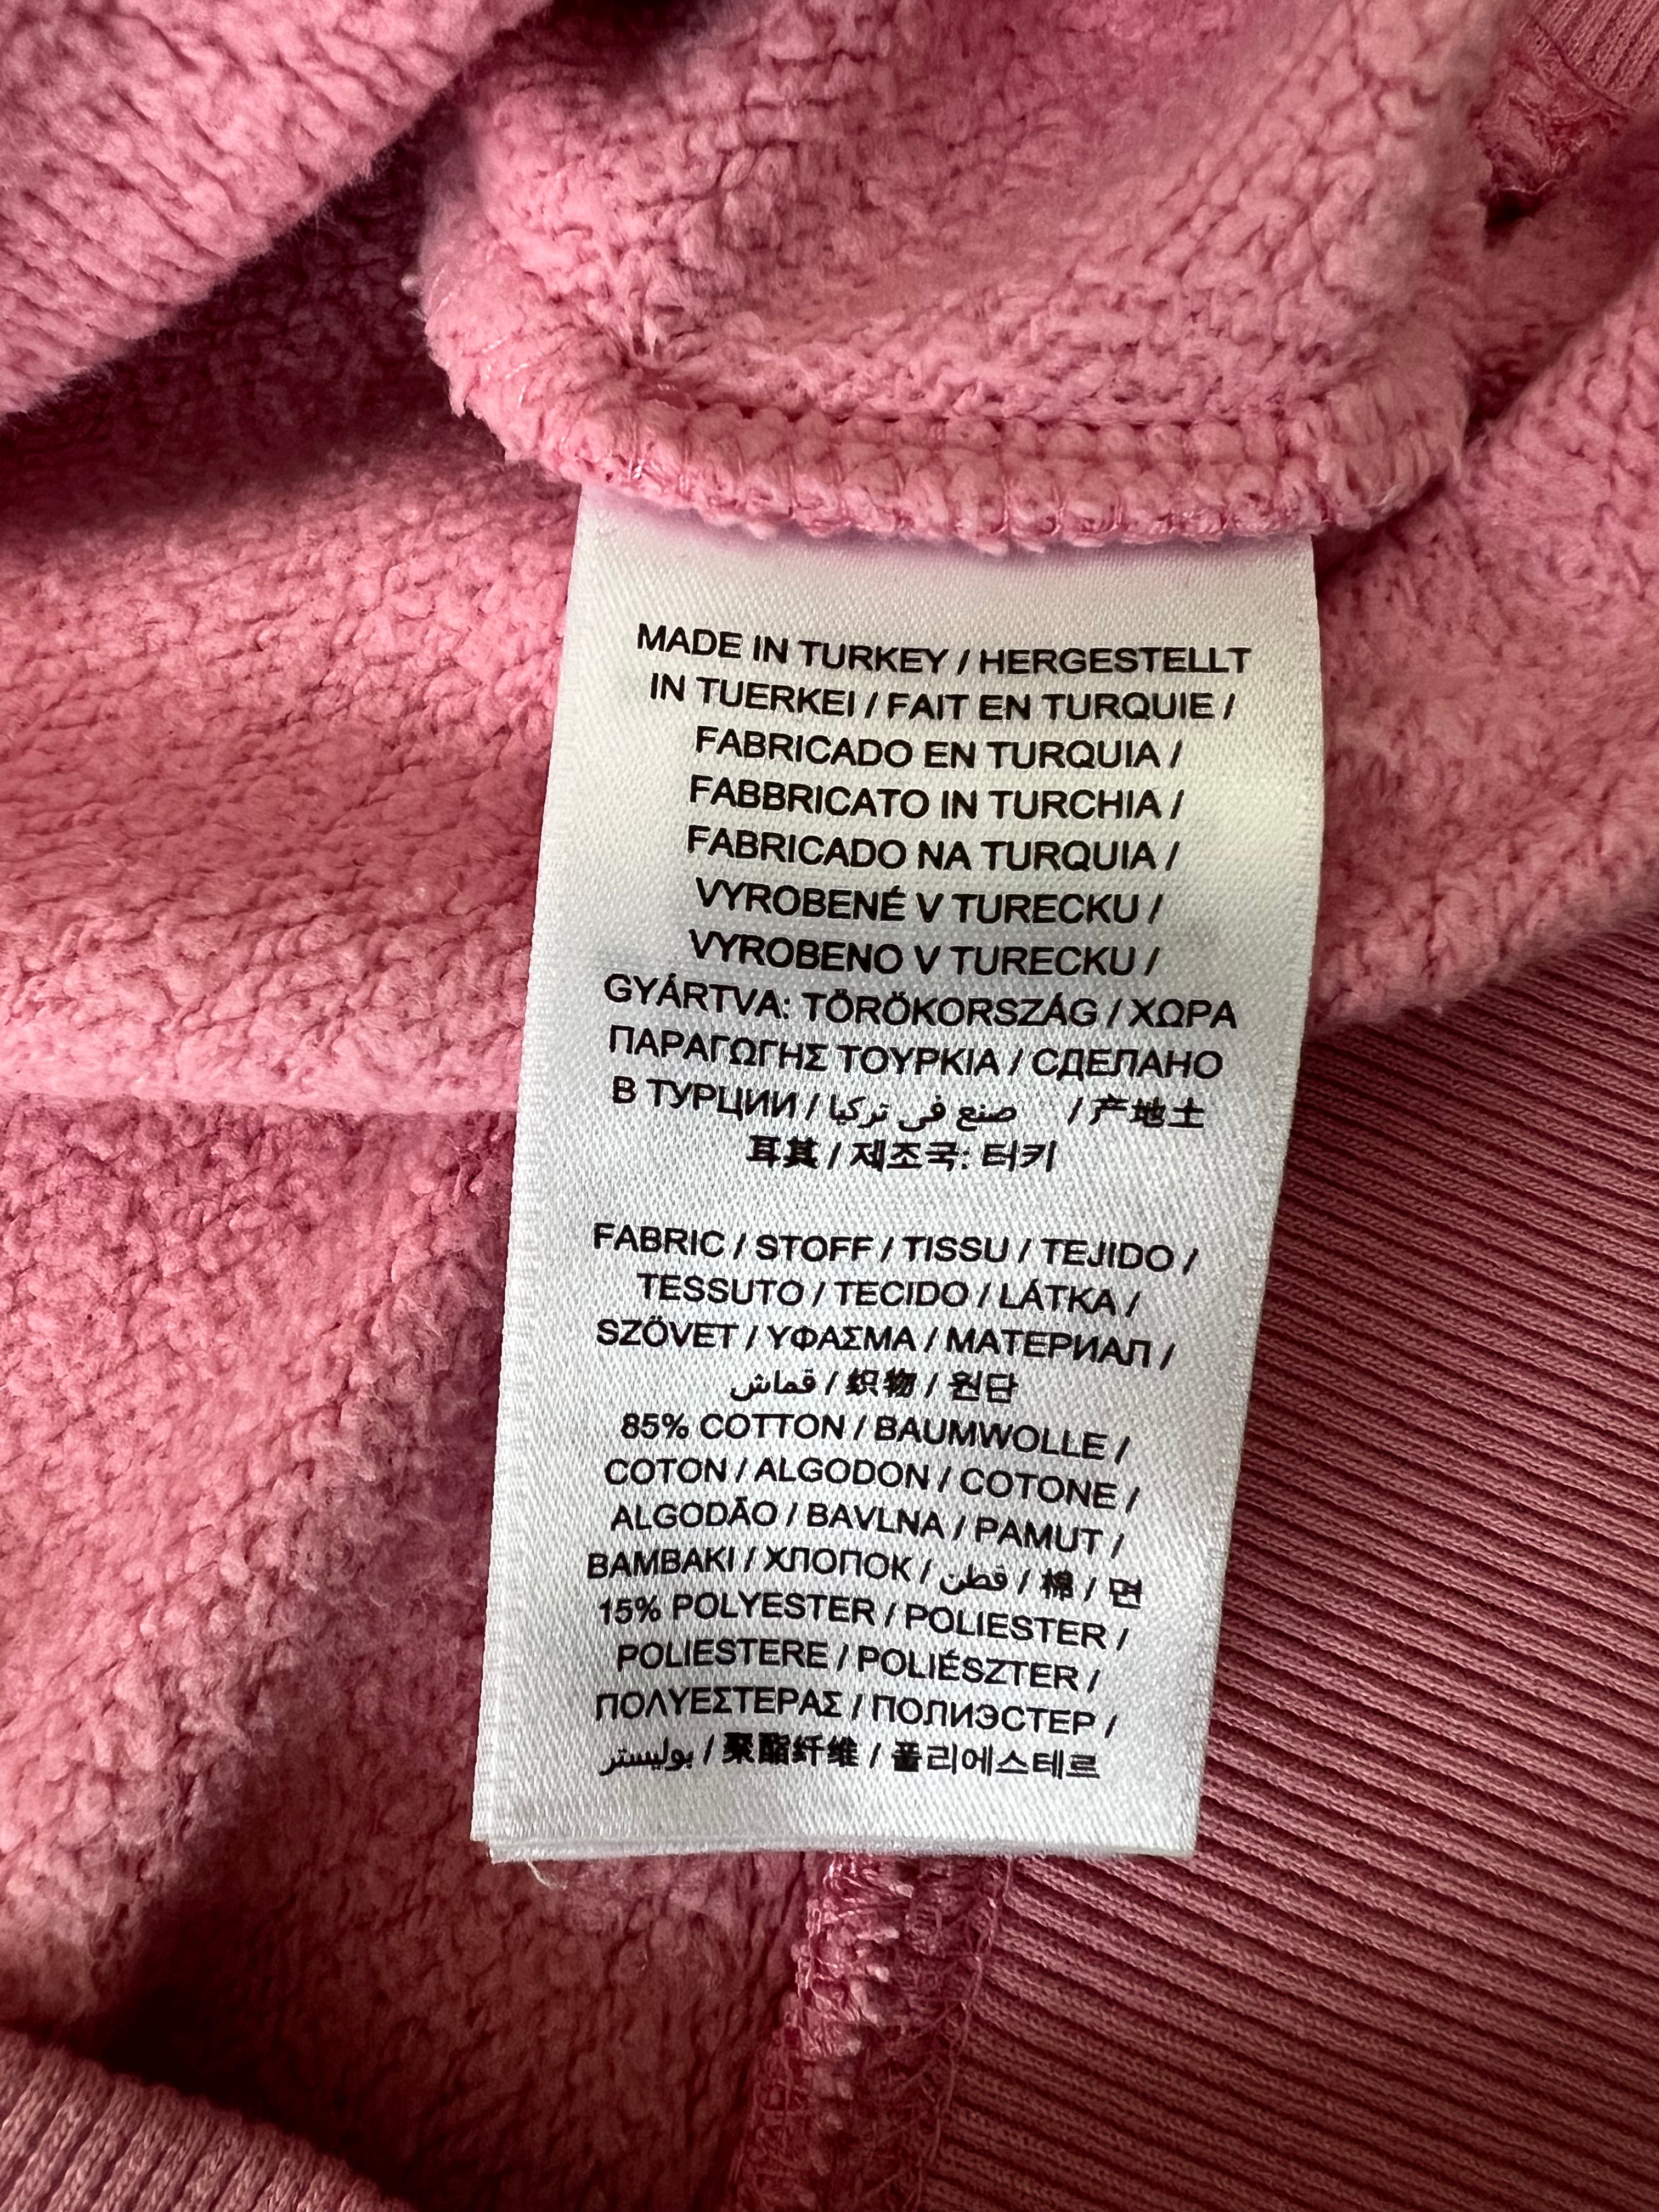 MADE IN TURKEY / HERGESTELLT
IN TUERKEI / FAIT EN TURQUIE /
FABRICADO EN TURQUIA /
FABBRICATO IN TURCHIA /
FABRICADO NA TURQUIA /
VYROBENÉ V TURECKU /
VYROBENO V TURECKU /
GYÁRTVA: TÖRÖKORSZÁG / ΧΩΡΑ
ΠΑΡΑΓΩΓΗΣ ΤΟΥΡΚΙΑ / СДЕЛАНО
В ТУРЦИИ / صنع في تركيا / 产地土
耳其 / 제조국: 터키
FABRIC / STOFF / TISSU / TEJIDO /
TESSUTO / TECIDO / LÁTKA /
SZÖVET / ΥΦΑΣΜΑ / МАТЕРИАЛ /
قماش / 织物 / 원단
85% COTTON / BAUMWOLLE /
COTON / ALGODON / COTONE /
ALGODÃO / BAVLNA / PAMUT /
BAMBAKI / ХЛОПОК / قطن / 棉 / 면
15% POLYESTER / POLIESTER /
POLIESTERE / POLIÉSZTER /
ΠΟΛΥΕΣΤΕΡΑΣ / ПОЛИЭСТЕР /
بوليستر / 聚酯纤维 / 폴리에스테르